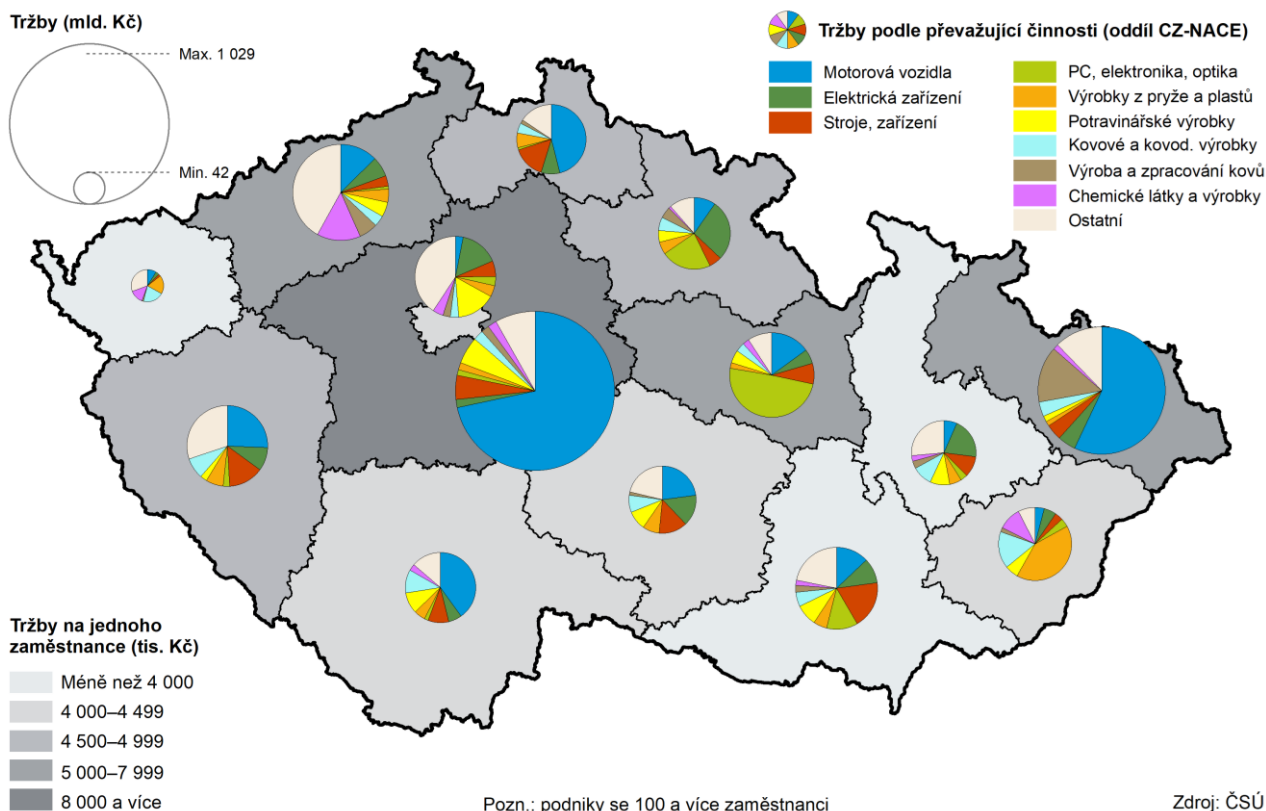 Tržby (mld. Kč)
Max. 1 029
Min. 42
Tržby podle převažující činnosti (oddíl CZ-NACE)
Motorová vozidla
Elektrická zařízení
Stroje, zařízení
PC, elektronika, optika
Výrobky z pryže a plastů
Potravinářské výrobky
Kovové a kovod. výrobky
Výroba a zpracování kovů
Chemické látky a výrobky
Ostatní
Tržby na jednoho
zaměstnance (tis. Kč)
Méně než 4 000
4 000–4 499
4 500–4 999
5 000–7 999
8 000 a více
Pozn.: podniky se 100 a více zaměstnanci
Zdroj: ČSÚ